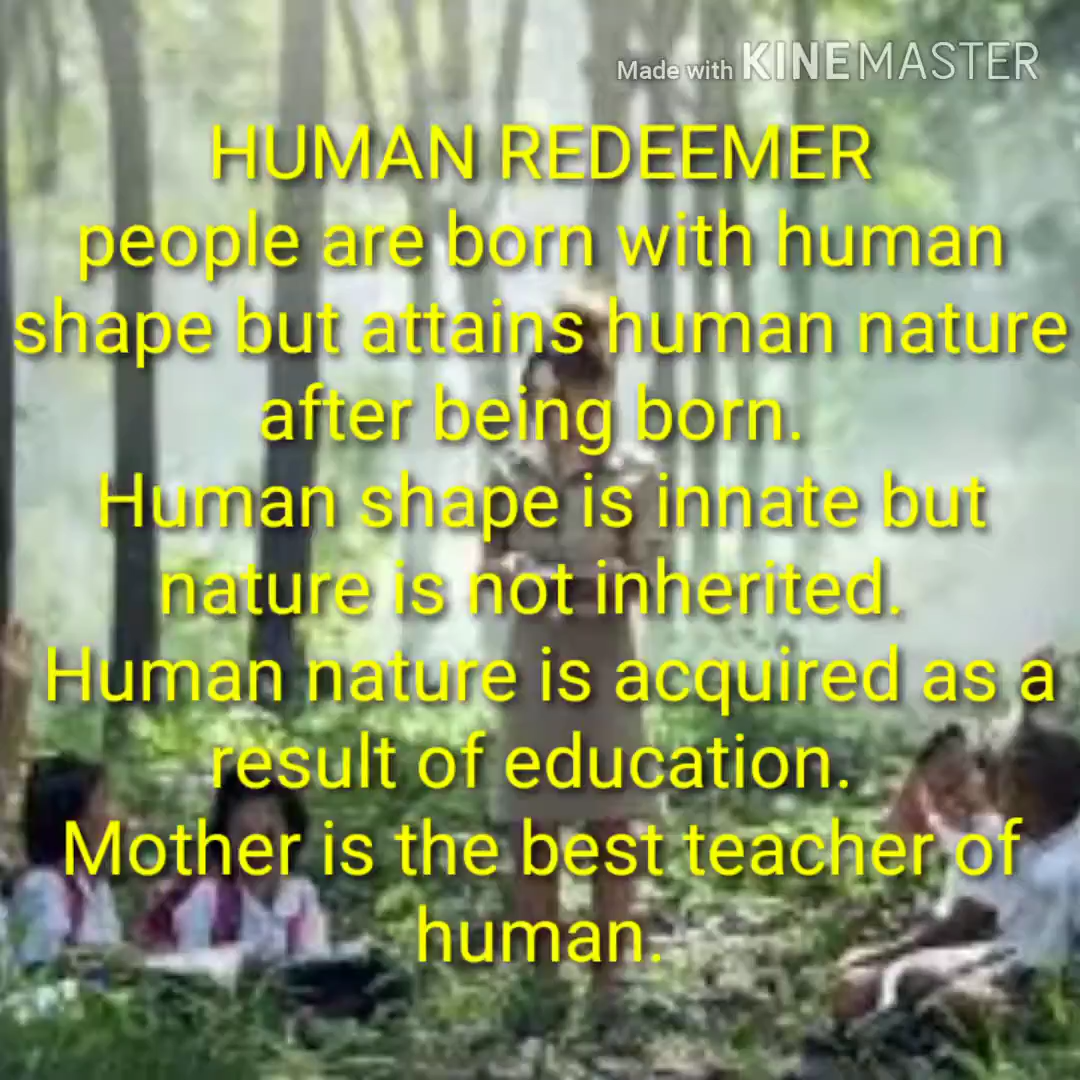 Made with KINEMASTER
HUMAN REDEEMER
people are born with human
shape but attains human nature
after being born.
Human shape is innate but
nature is not inherited.
Human nature is acquired as a
result of education.
Mother is the best teacher of
human.